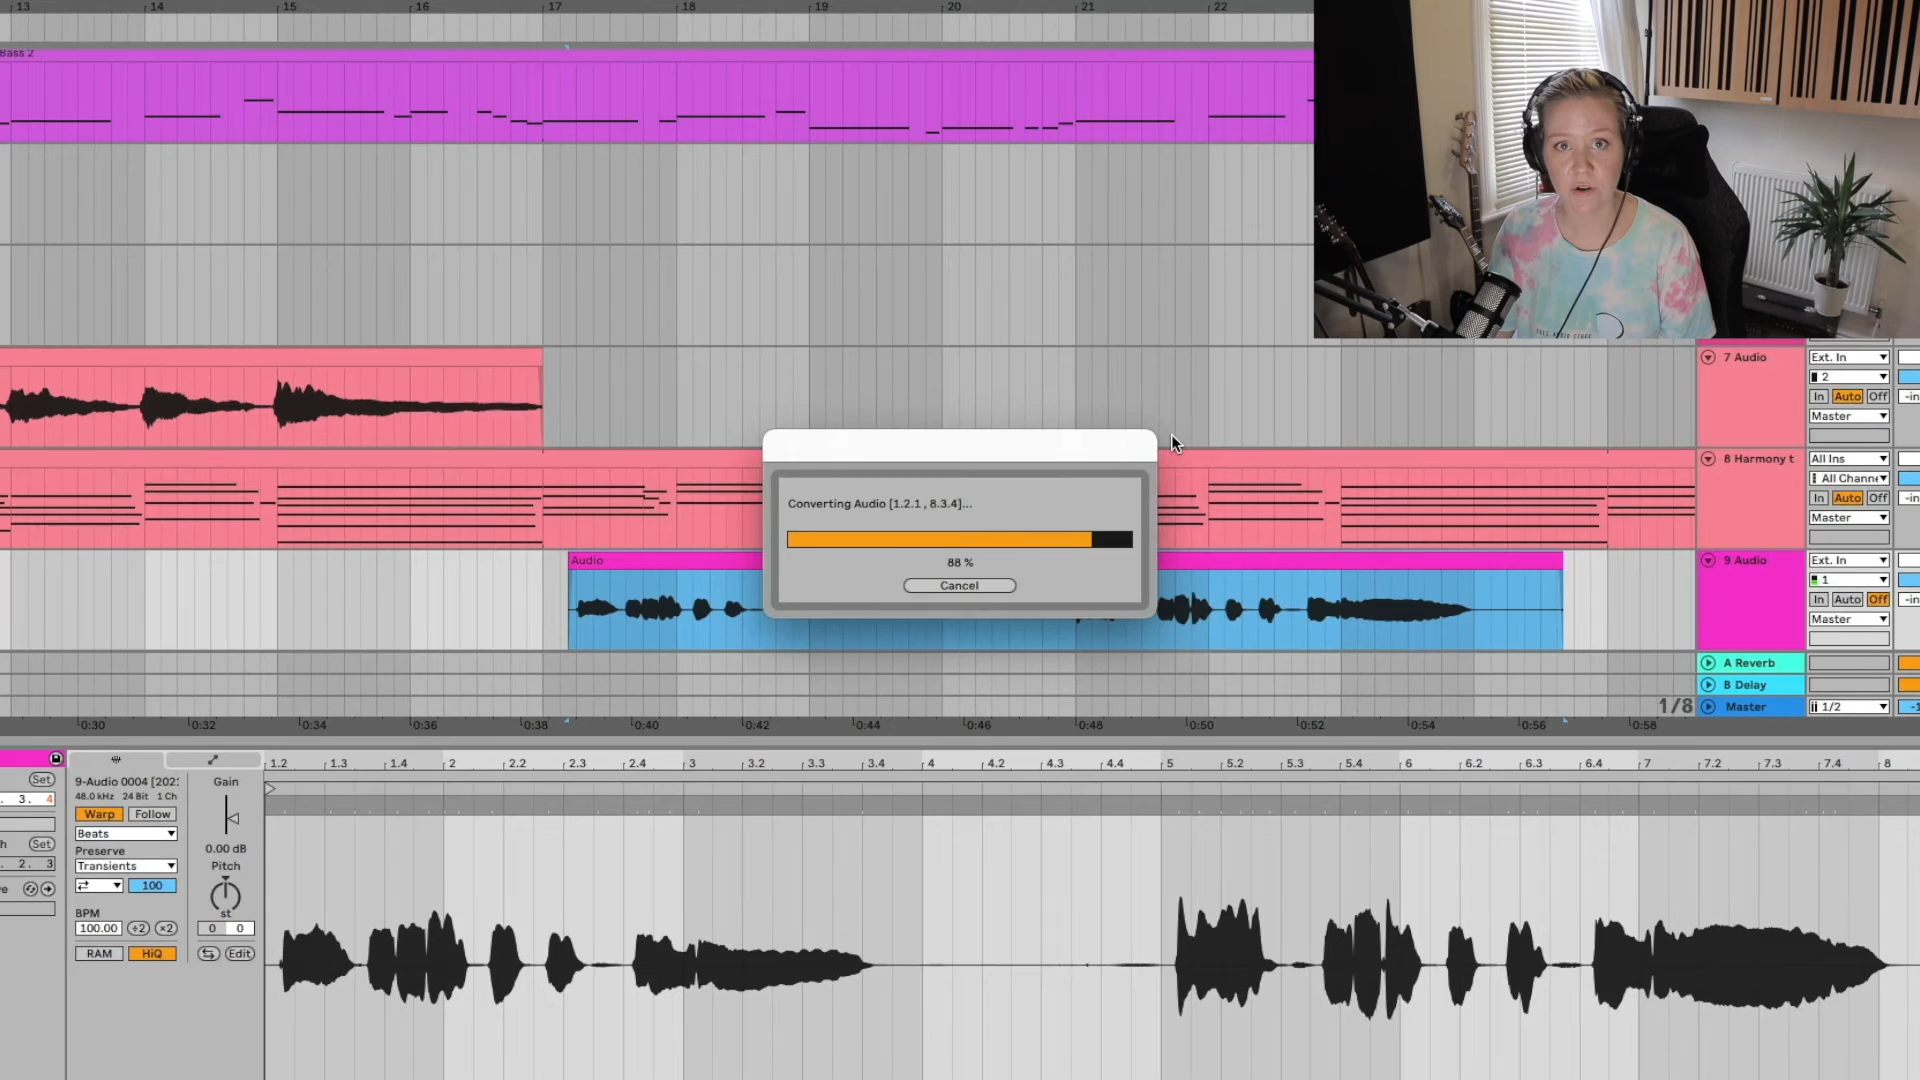 13 14 15 16 17 18 19 20 21 22
Bass 2
7 Audio Ext. In
2
In Auto Off -in
Master
8 Harmony t All Ins
All Channe
In Auto Off -in
Master
Converting Audio [1.2.1 , 8.3.4]...
88 %
Cancel
Audio
9 Audio Ext. In
1
In Auto Off -in
Master
A Reverb
B Delay
1/8 Master 1/2
0:30 0:32 0:34 0:36 0:38 0:40 0:42 0:44 0:46 0:48 0:50 0:52 0:54 0:56 0:58
1.2 1.3 1.4 2 2.2 2.3 2.4 3 3.2 3.3 3.4 4 4.2 4.3 4.4 5 5.2 5.3 5.4 6 6.2 6.3 6.4 7 7.2 7.3 7.4 8
Set
. 3. 4
h Set
. 2. 3
9-Audio 0004 [202
48.0 kHz 24 Bit 1 Ch
Warp Follow
Beats
Preserve
Transients
100
BPM
100.00 ÷2 ×2
RAM HiQ
Gain
0.00 dB
Pitch
st
0 0
Edit